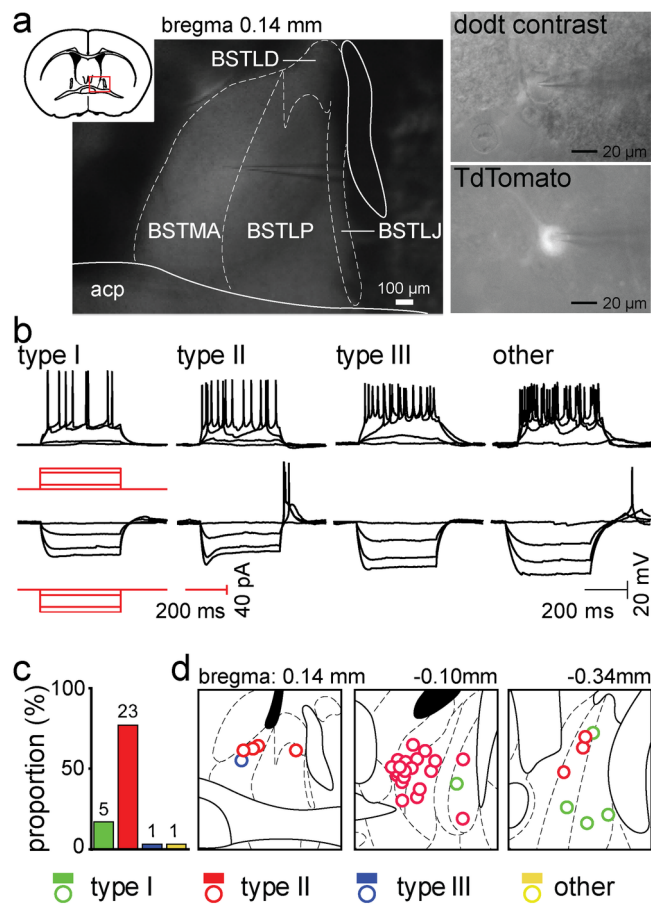 a
bregma 0.14 mm
BSTLD
BSTMA
BSTLP
BSTLJ
acp
100 µm
dodt contrast
20 µm
TdTomato
20 µm
b
type I
type II
type III
other
200 ms
40 pA
200 ms
20 mV
c
proportion (%)
100
50
0
5
23
1
1
d
bregma: 0.14 mm
-0.10mm
-0.34mm
type I
type II
type III
other